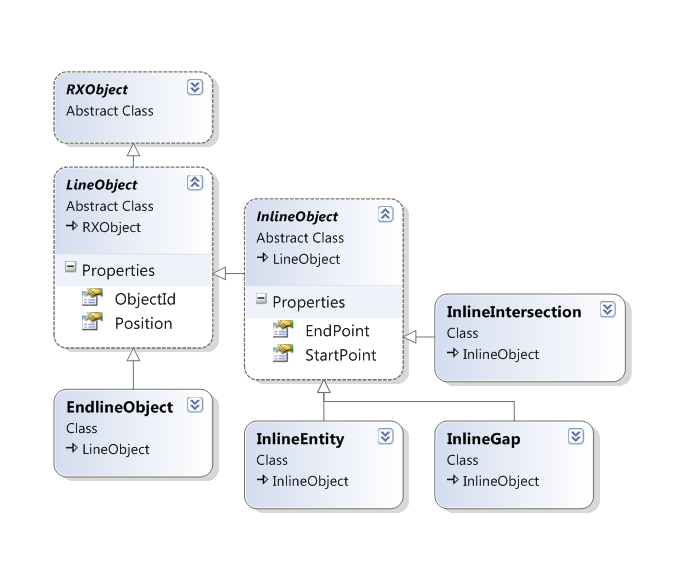 RXObject
Abstract Class
LineObject
Abstract Class
RXObject
Properties
ObjectId
Position
InlineObject
Abstract Class
LineObject
Properties
EndPoint
StartPoint
InlineIntersection
Class
InlineObject
EndlineObject
Class
LineObject
InlineEntity
Class
InlineObject
InlineGap
Class
InlineObject